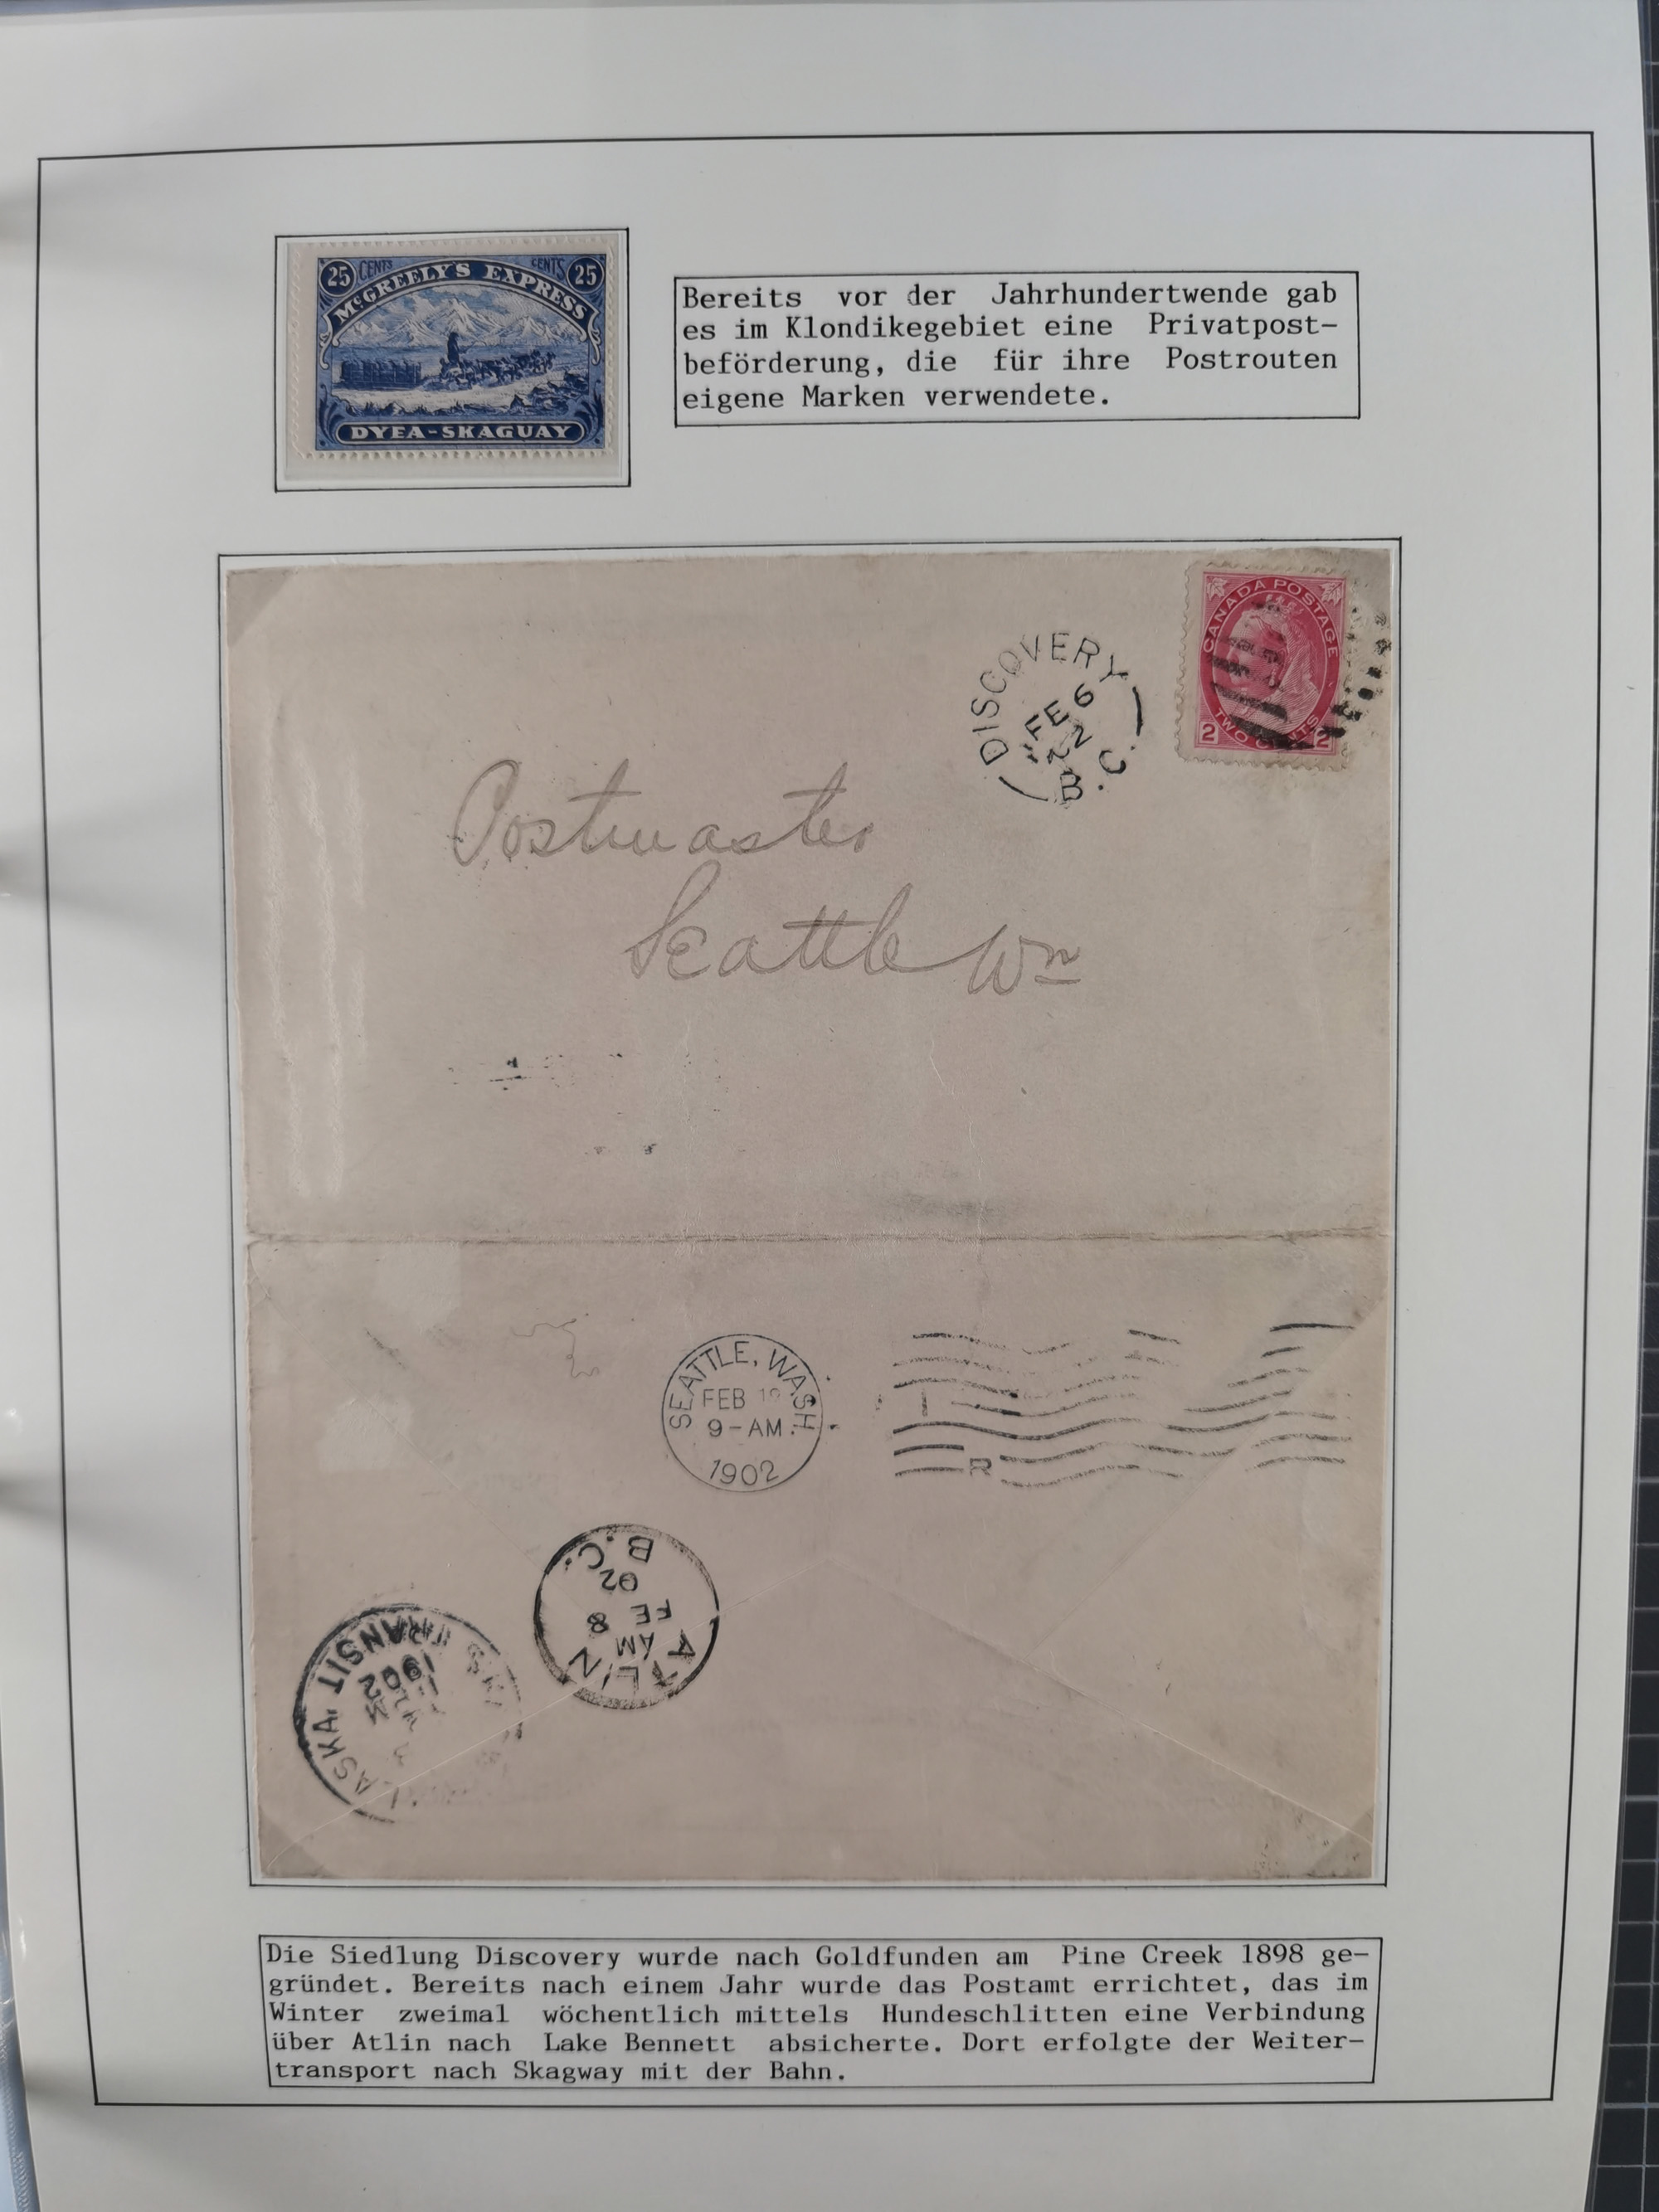 25 CENTS CENTS 25
McGREELY'S EXPRESS
DYEA-SKAGUAY
Bereits vor der Jahrhundertwende gab
es im Klondikegebiet eine Privatpost-
beförderung, die für ihre Postrouten
eigene Marken verwendete.
CANADA POSTAGE
2 TWO CENTS 2
DISCOVERY
FE 6
B.C.
Postmaster
Seattle Wn
SEATTLE, WASH.
FEB
9-AM
1902
R
ATLIN
AM
FE 8
02
B.C.
TRANSIT
1902
Die Siedlung Discovery wurde nach Goldfunden am Pine Creek 1898 ge-
gründet. Bereits nach einem Jahr wurde das Postamt errichtet, das im
Winter zweimal wöchentlich mittels Hundeschlitten eine Verbindung
über Atlin nach Lake Bennett absicherte. Dort erfolgte der Weiter-
transport nach Skagway mit der Bahn.